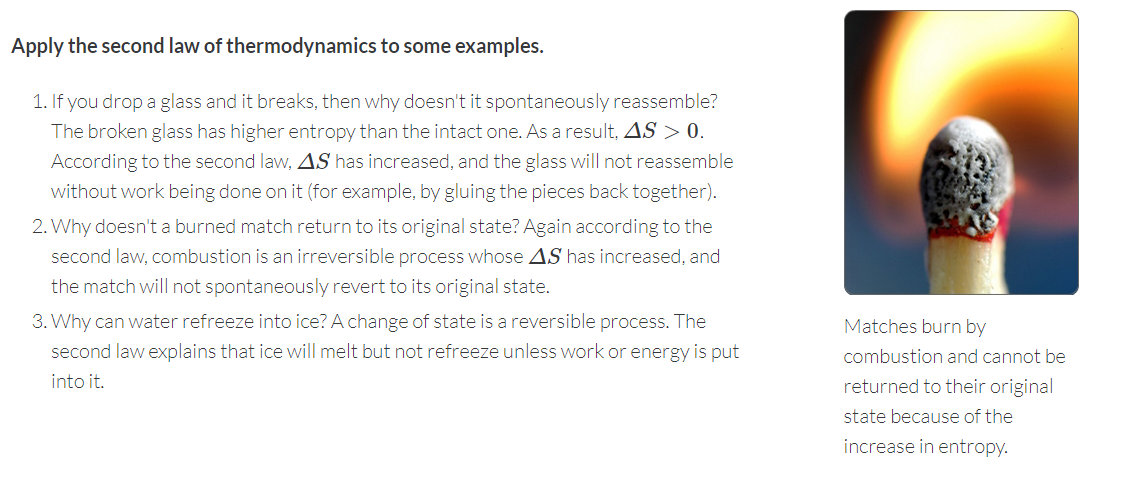 Apply the second law of thermodynamics to some examples.
1. If you drop a glass and it breaks, then why doesn't it spontaneously reassemble?
The broken glass has higher entropy than the intact one. As a result, ΔS > 0.
According to the second law, ΔS has increased, and the glass will not reassemble
without work being done on it (for example, by gluing the pieces back together).
2. Why doesn't a burned match return to its original state? Again according to the
second law, combustion is an irreversible process whose ΔS has increased, and
the match will not spontaneously revert to its original state.
3. Why can water refreeze into ice? A change of state is a reversible process. The
second law explains that ice will melt but not refreeze unless work or energy is put
into it.
Matches burn by
combustion and cannot be
returned to their original
state because of the
increase in entropy.